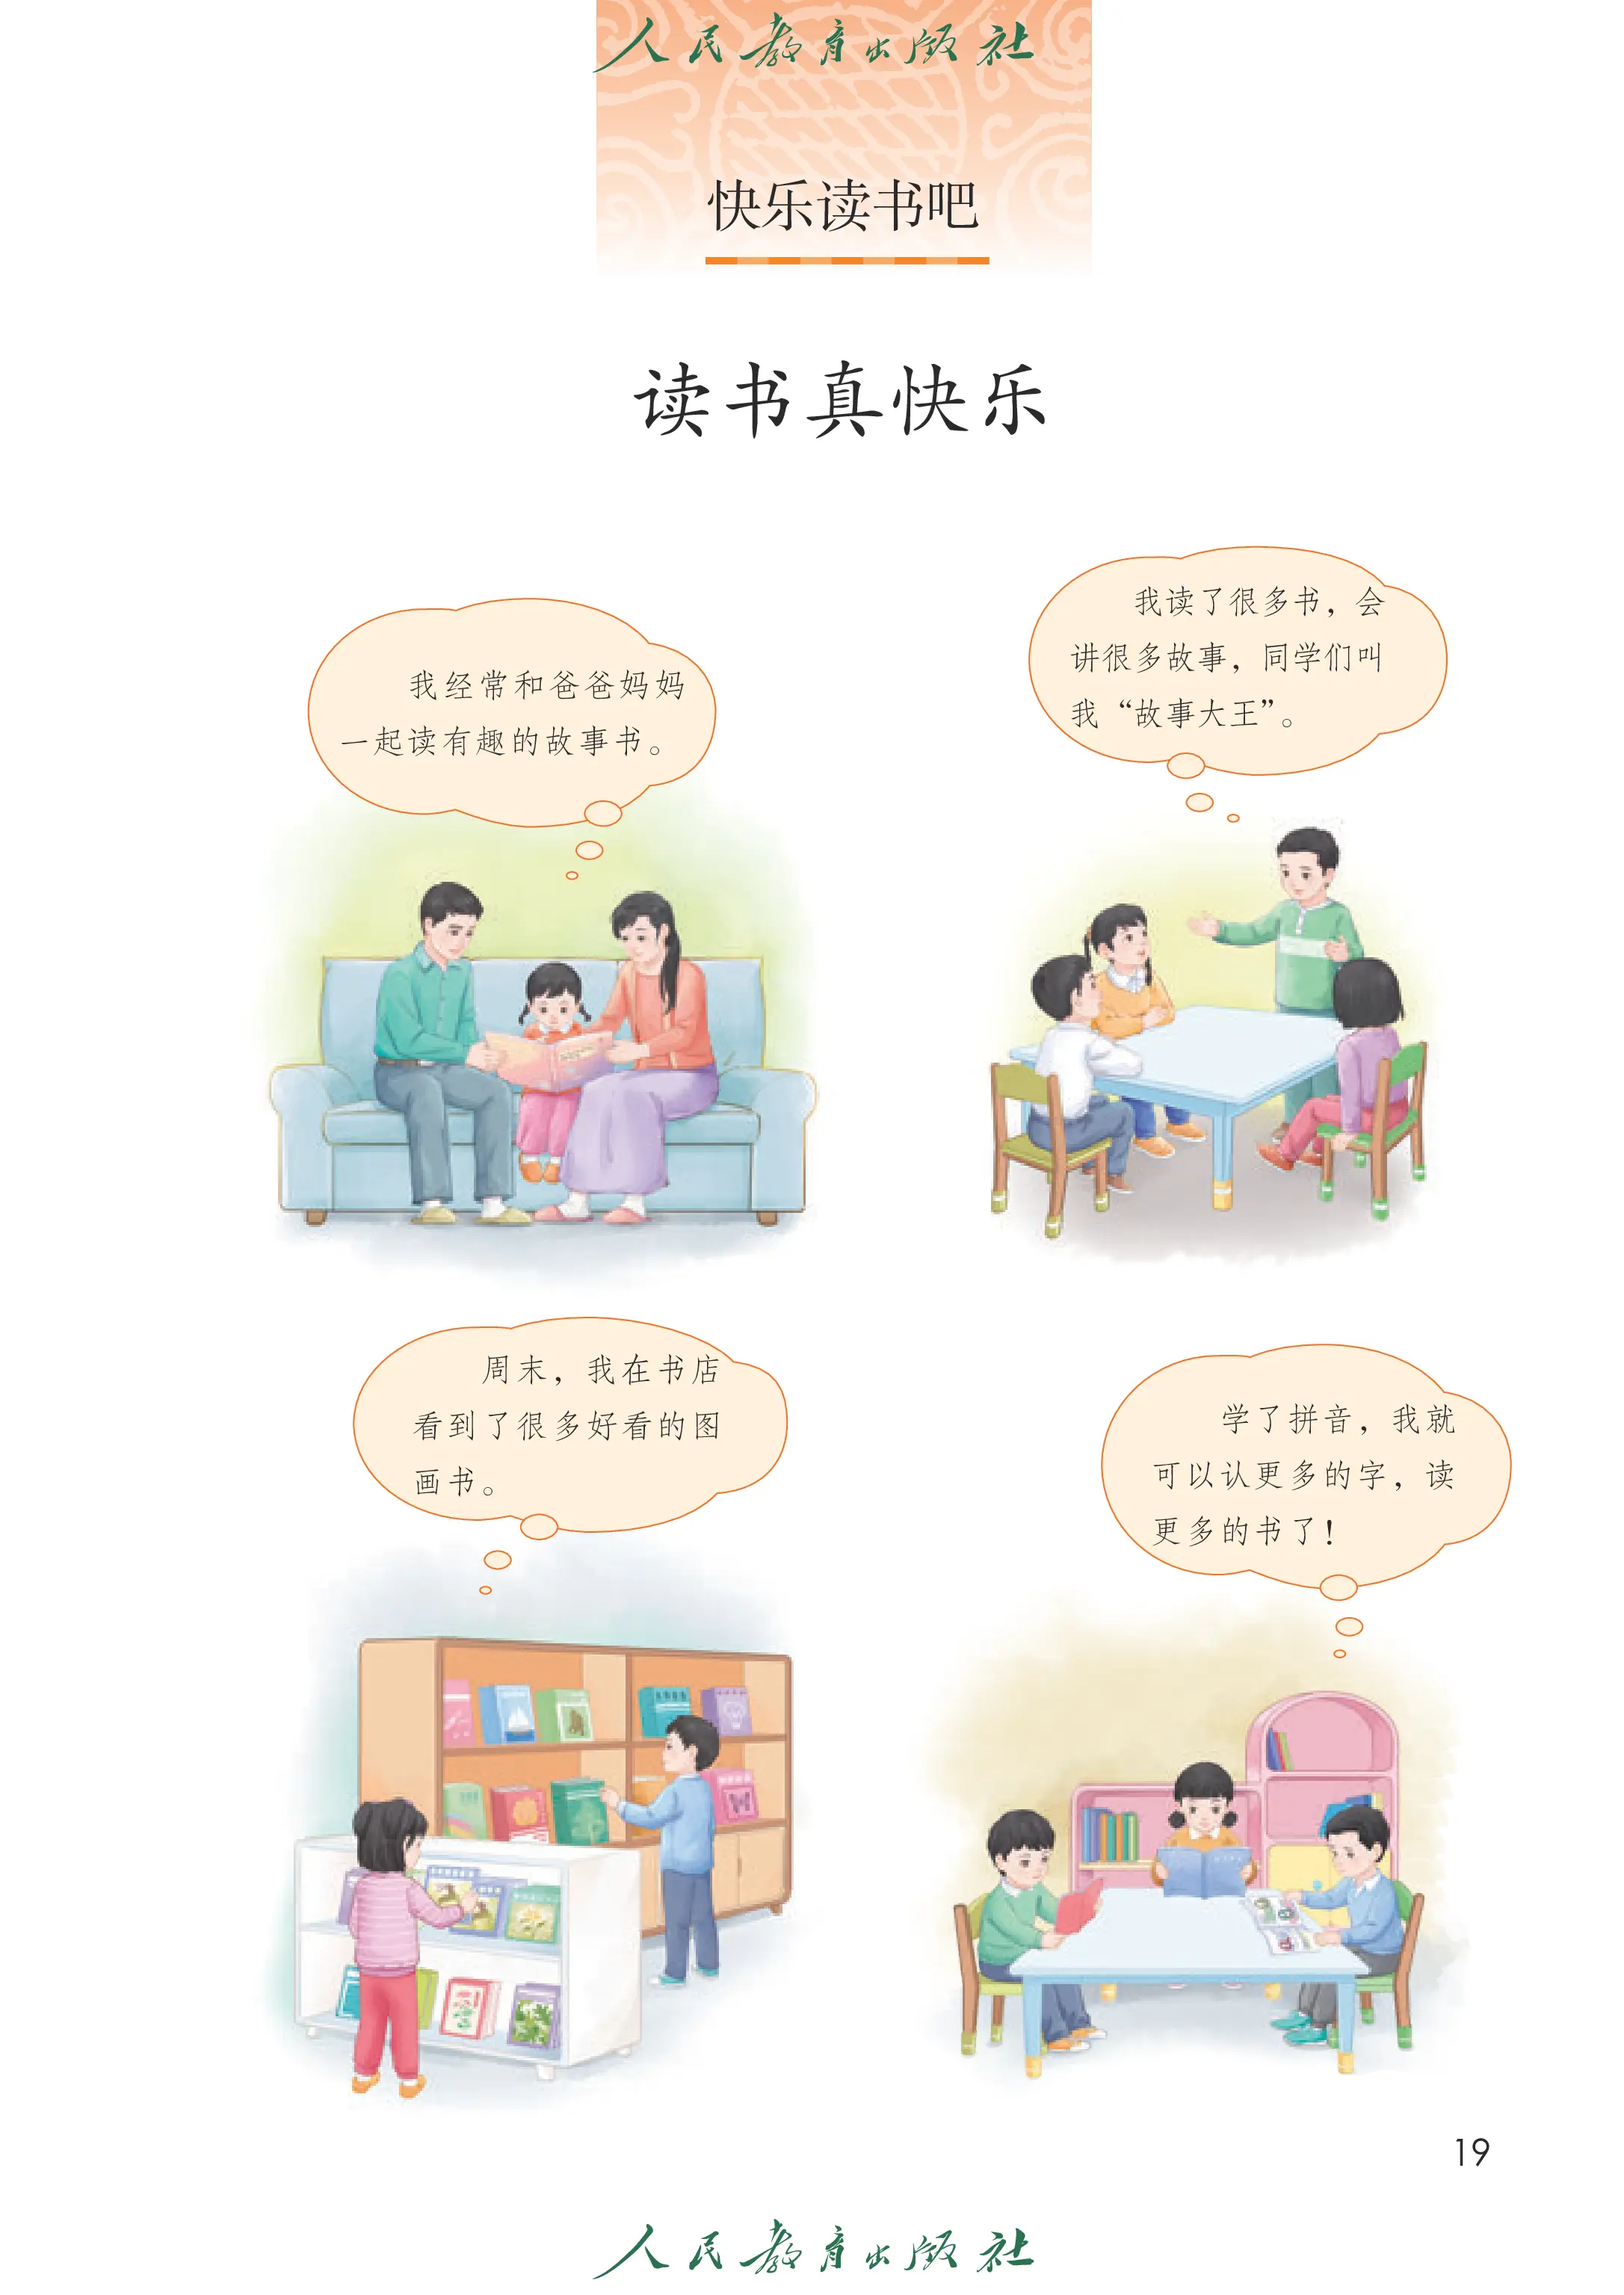 人民教育出版社
快乐读书吧
读书真快乐
我经常和爸爸妈妈
一起读有趣的故事书。
我读了很多书，会
讲很多故事，同学们叫
我“故事大王”。
周末，我在书店
看到了很多好看的图
画书。
学了拼音，我就
可以认更多的字，读
更多的书了！
19
人民教育出版社